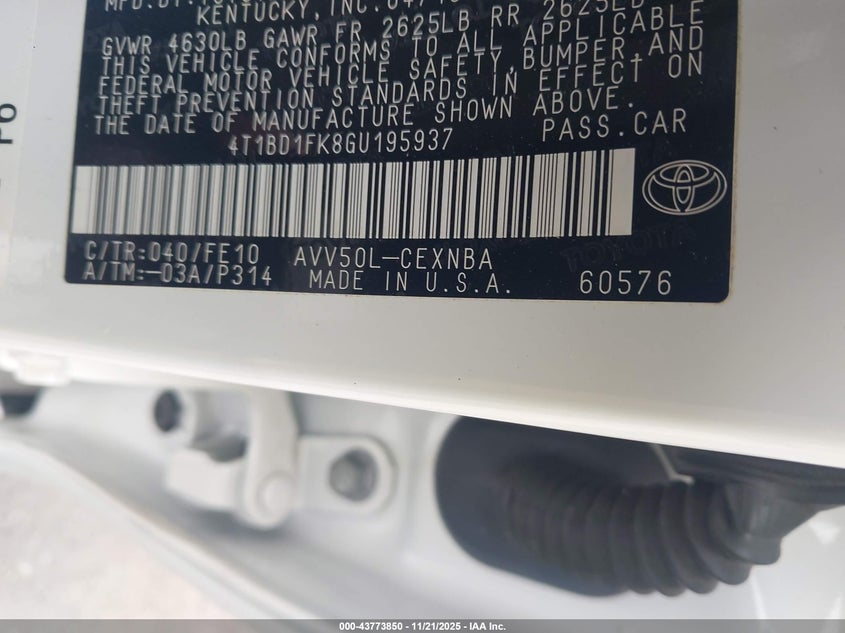 KENTUCKY, INC.
GVWR 4630LB GAWR FR 2625LB RR 2625LB
THIS VEHICLE CONFORMS TO ALL APPLICABLE
FEDERAL MOTOR VEHICLE SAFETY, BUMPER, AND
THEFT PREVENTION STANDARDS IN EFFECT ON
THE DATE OF MANUFACTURE SHOWN ABOVE.
4T1BD1FK8GU195937 PASS.CAR
C/TR:040/FE10 AVV50L-CEXNBA
A/TM:-03A/P314 MADE IN U.S.A. 60576
000-43773850 | 11/21/2025 | IAA Inc.